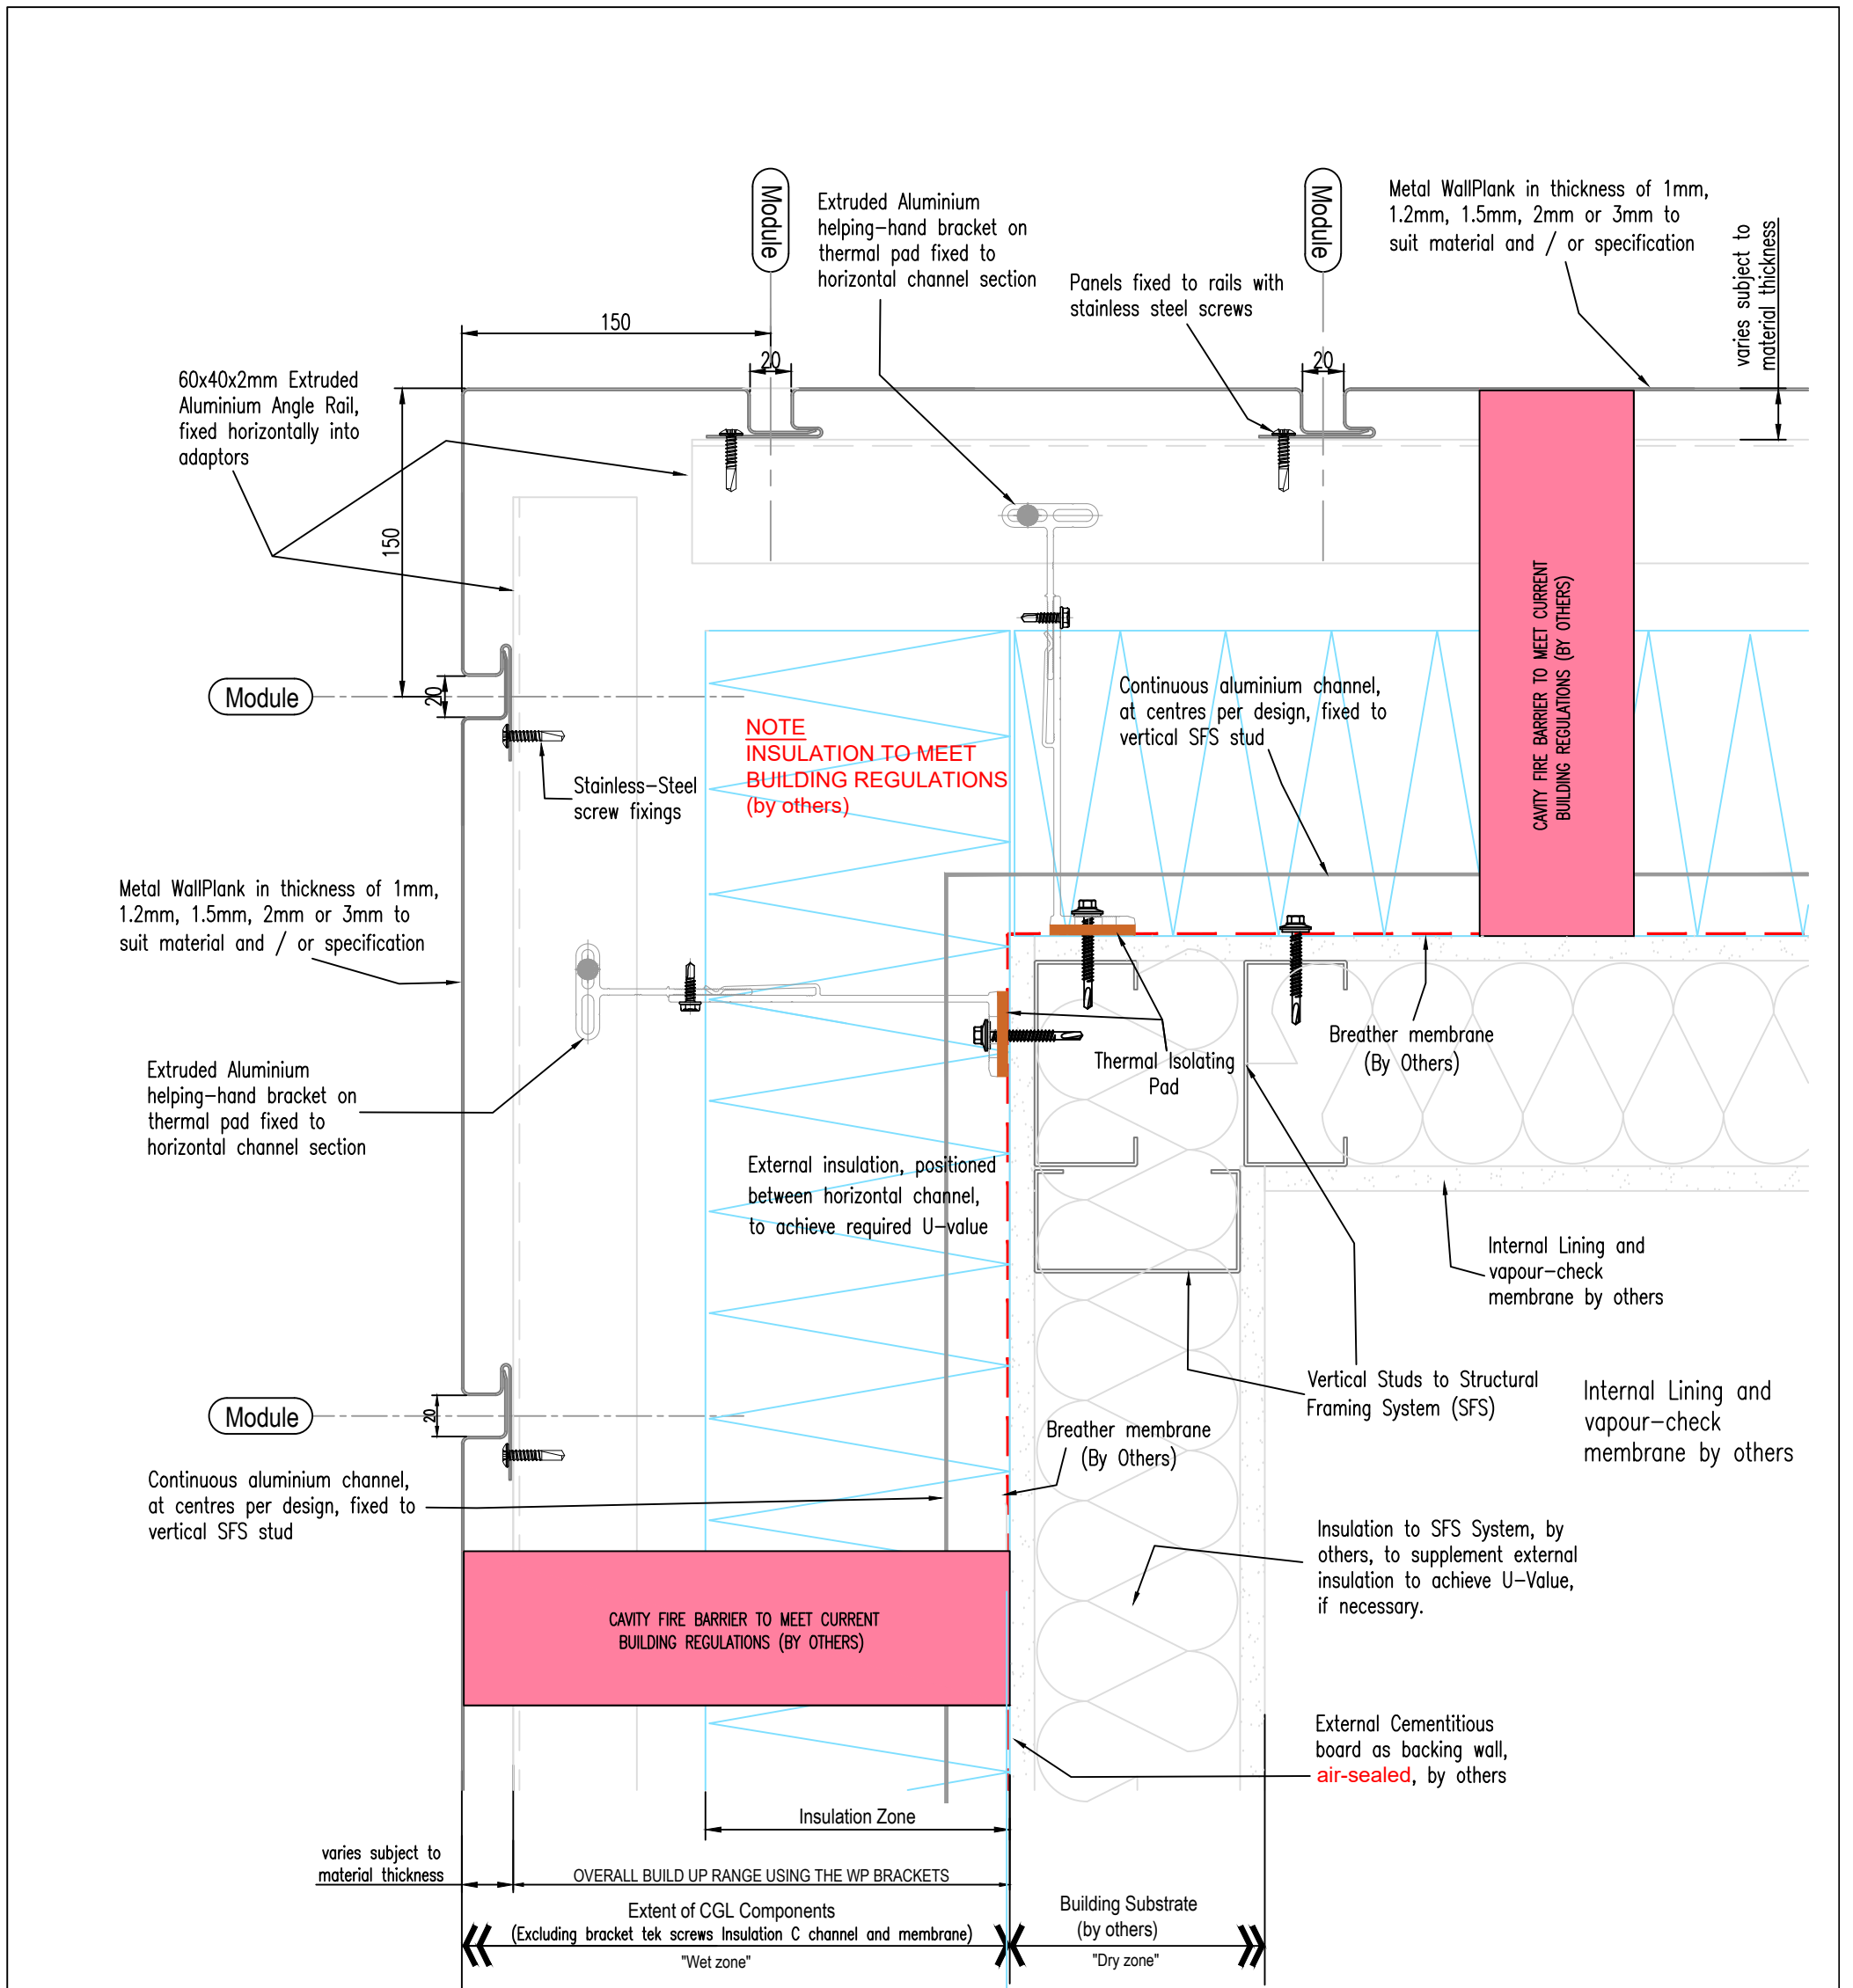 Module
Module
Extruded Aluminium
helping-hand bracket on
thermal pad fixed to
horizontal channel section
Metal WallPlank in thickness of 1mm,
1.2mm, 1.5mm, 2mm or 3mm to
suit material and / or specification
varies subject to
material thickness
Panels fixed to rails with
stainless steel screws
150
20
20
60x40x2mm Extruded
Aluminium Angle Rail,
fixed horizontally into
adaptors
150
CAVITY FIRE BARRIER TO MEET CURRENT
BUILDING REGULATIONS (BY OTHERS)
Module
20
Continuous aluminium channel,
at centres per design, fixed to
vertical SFS stud
NOTE
INSULATION TO MEET
BUILDING REGULATIONS
(by others)
Stainless-Steel
screw fixings
Metal WallPlank in thickness of 1mm,
1.2mm, 1.5mm, 2mm or 3mm to
suit material and / or specification
Breather membrane
(By Others)
Thermal Isolating
Pad
Extruded Aluminium
helping-hand bracket on
thermal pad fixed to
horizontal channel section
External insulation, positioned
between horizontal channel,
to achieve required U-value
Internal Lining and
vapour-check
membrane by others
Vertical Studs to Structural
Framing System (SFS)
Internal Lining and
vapour-check
membrane by others
Module
20
Breather membrane
(By Others)
Continuous aluminium channel,
at centres per design, fixed to
vertical SFS stud
Insulation to SFS System, by
others, to supplement external
insulation to achieve U-Value,
if necessary.
CAVITY FIRE BARRIER TO MEET CURRENT
BUILDING REGULATIONS (BY OTHERS)
External Cementitious
board as backing wall,
air-sealed, by others
Insulation Zone
varies subject to
material thickness
OVERALL BUILD UP RANGE USING THE WP BRACKETS
Extent of CGL Components
(Excluding bracket tek screws Insulation C channel and membrane)
"Wet zone"
Building Substrate
(by others)
"Dry zone"